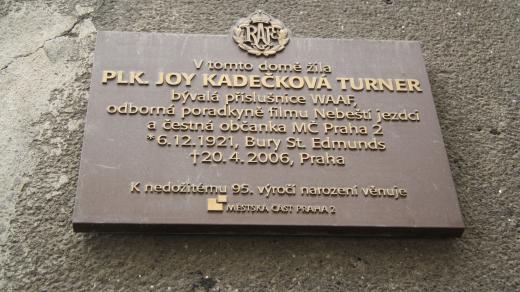 RAF
V tomto domě žila
PLK. JOY KADEČKOVÁ TURNER
bývalá příslušnice WAAF,
odborná poradkyně filmu Nebeští jezdci
a čestná občanka MČ Praha 2
*6.12.1921, Bury St. Edmunds
†20.4.2006, Praha
K nedožitému 95. výročí narození věnuje
MĚSTSKÁ ČÁST PRAHA 2